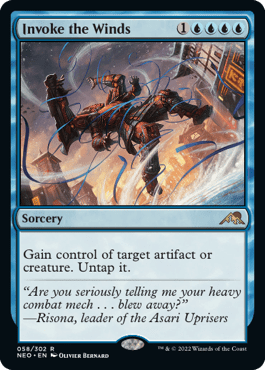 Invoke the Winds 1
Sorcery
Gain control of target artifact or
creature. Untap it.
“Are you seriously telling me your heavy
combat mech . . . blew away?”
—Risona, leader of the Asari Uprisers
058/302 R
NEO • EN Olivier Bernard
™ & © 2022 Wizards of the Coast